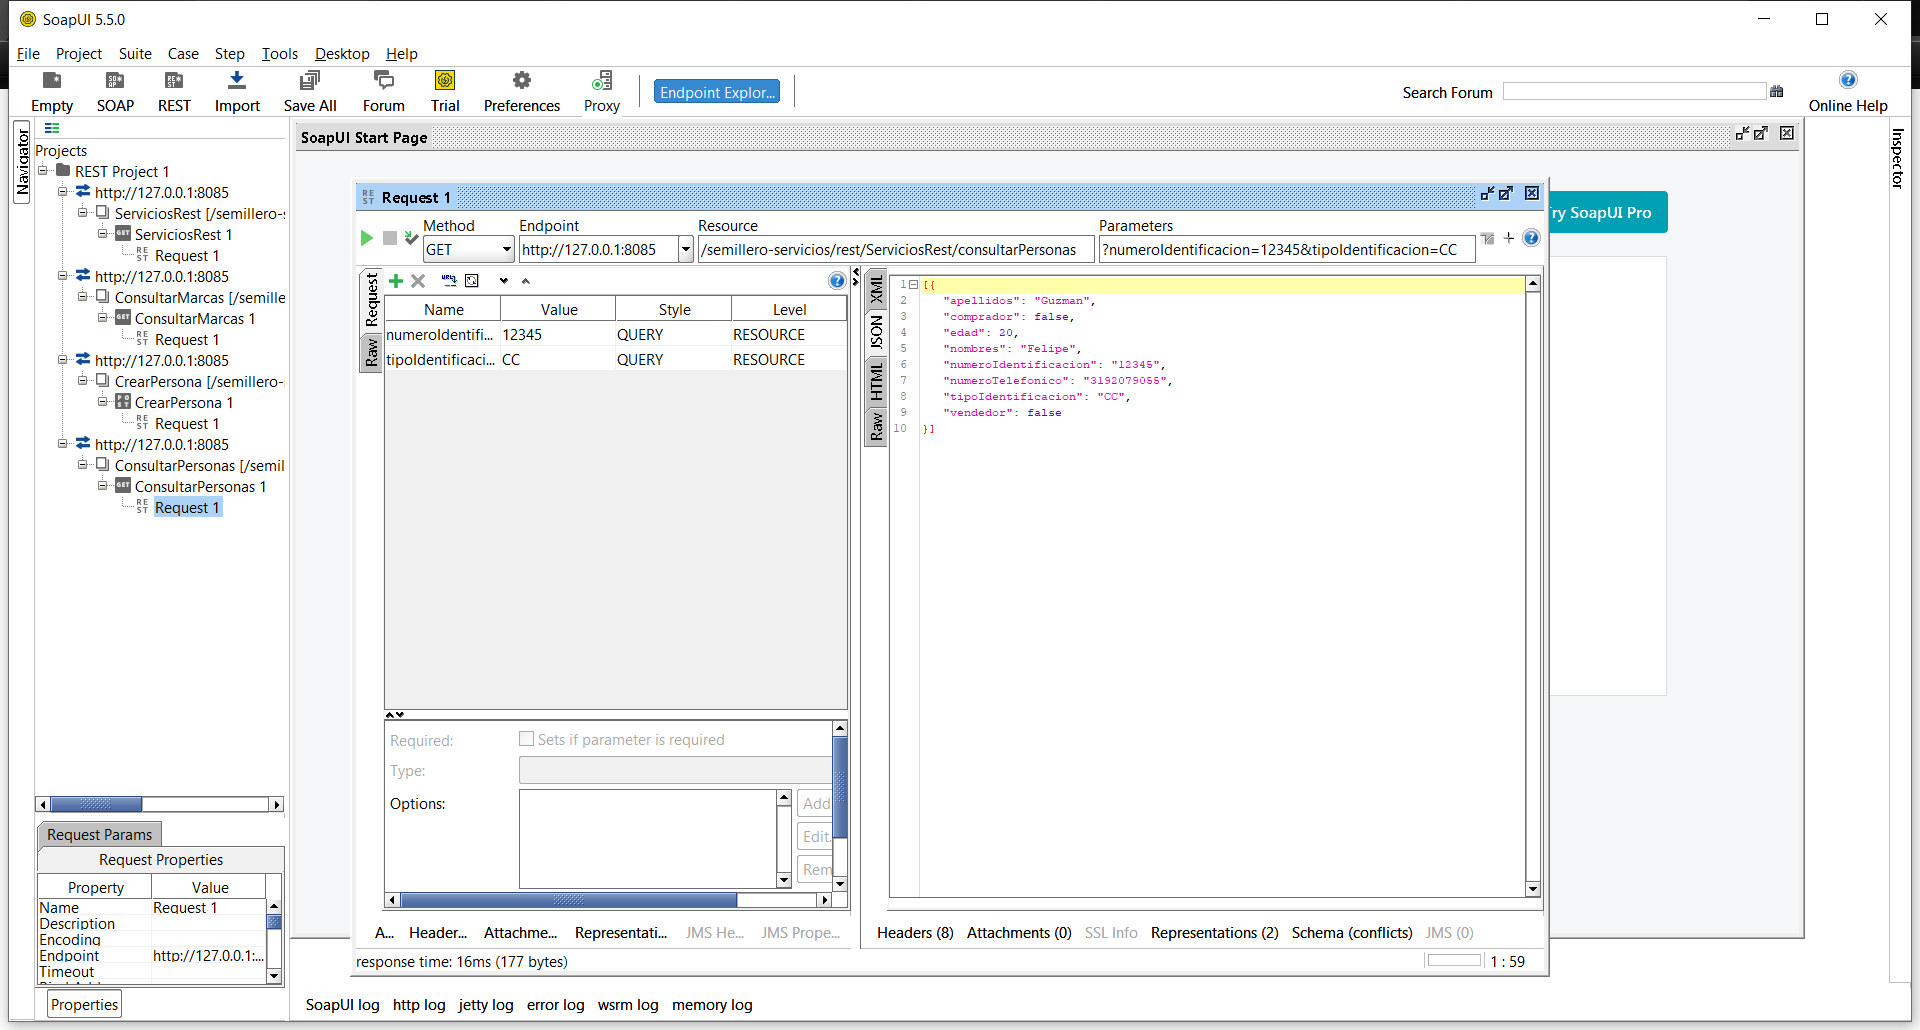 SoapUI 5.5.0
File Project Suite Case Step Tools Desktop Help
Empty SOAP REST Import Save All Forum Trial Preferences Proxy Endpoint Explor... Search Forum Online Help
Navigator
Projects
REST Project 1
http://127.0.0.1:8085
ServiciosRest [/semillero-
ServiciosRest 1
Request 1
http://127.0.0.1:8085
ConsultarMarcas [/semille
ConsultarMarcas 1
Request 1
http://127.0.0.1:8085
CrearPersona [/semillero-
CrearPersona 1
Request 1
http://127.0.0.1:8085
ConsultarPersonas [/semil
ConsultarPersonas 1
Request 1
Request Params
Request Properties
Property Value
Name Request 1
Description
Encoding
Endpoint http://127.0.0.1:...
Timeout
Properties
SoapUI Start Page
ry SoapUI Pro
Inspector
Request 1
Method Endpoint Resource Parameters
GET http://127.0.0.1:8085 /semillero-servicios/rest/ServiciosRest/consultarPersonas ?numeroIdentificacion=12345&tipoIdentificacion=CC
Request
Raw
Name Value Style Level
numeroIdentifi... 12345 QUERY RESOURCE
tipoIdentificaci... CC QUERY RESOURCE
Required: Sets if parameter is required
Type:
Options:
Add
Edit
Rem
A... Header... Attachme... Representati... JMS He... JMS Prope...
XML
JSON
HTML
Raw
1 [{
2 "apellidos": "Guzman",
3 "comprador": false,
4 "edad": 20,
5 "nombres": "Felipe",
6 "numeroIdentificacion": "12345",
7 "numeroTelefonico": "3192079055",
8 "tipoIdentificacion": "CC",
9 "vendedor": false
10 }]
Headers (8) Attachments (0) SSL Info Representations (2) Schema (conflicts) JMS (0)
response time: 16ms (177 bytes)
1 : 59
SoapUI log http log jetty log error log wsrm log memory log